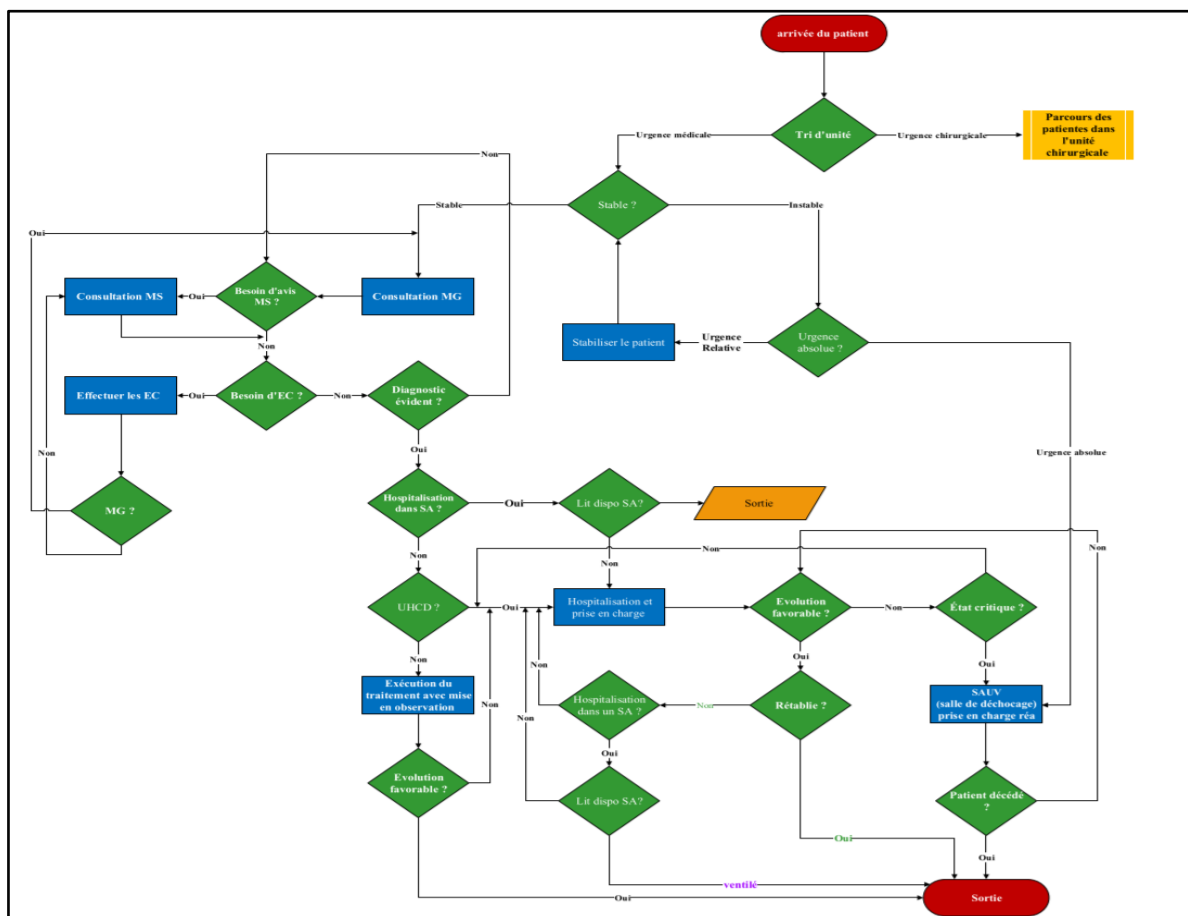 arrivée du patient
Urgence médicale
Tri d'unité
Urgence chirurgicale
Parcours des
patientes dans
l'unité
chirurgicale
Non
Stable
Stable ?
Instable
Oui
Consultation MS
Oui
Besoin d'avis
MS ?
Consultation MG
Stabiliser le patient
Urgence
Relative
Urgence
absolue ?
Non
Effectuer les EC
Oui
Besoin d'EC ?
Non
Diagnostic
évident ?
Oui
Urgence absolue
Non
MG ?
Hospitalisation
dans SA ?
Oui
Lit dispo SA?
Sortie
Non
Non
Non
Non
UHCD ?
Oui
Hospitalisation et
prise en charge
Evolution
favorable ?
Non
État critique ?
Non
Oui
Oui
Exécution du
traitement avec mise
en observation
Non
Non
Hospitalisation
dans un SA ?
Non
Rétablie ?
SAUV
(salle de déchocage)
prise en charge réa
Non
Oui
Evolution
favorable ?
Lit dispo SA?
Patient décédé
?
Oui
Oui
ventilé
Oui
Sortie